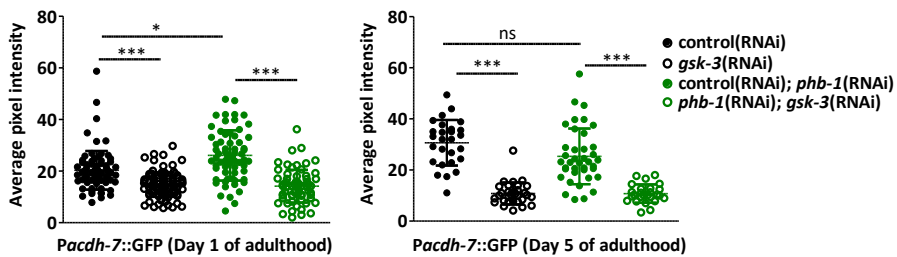 Average pixel intensity
80
60
40
20
0
*
***
***
Pacdh-7::GFP (Day 1 of adulthood)
Average pixel intensity
80
60
40
20
0
ns
***
***
Pacdh-7::GFP (Day 5 of adulthood)
control(RNAi)
gsk-3(RNAi)
control(RNAi); phb-1(RNAi)
phb-1(RNAi); gsk-3(RNAi)